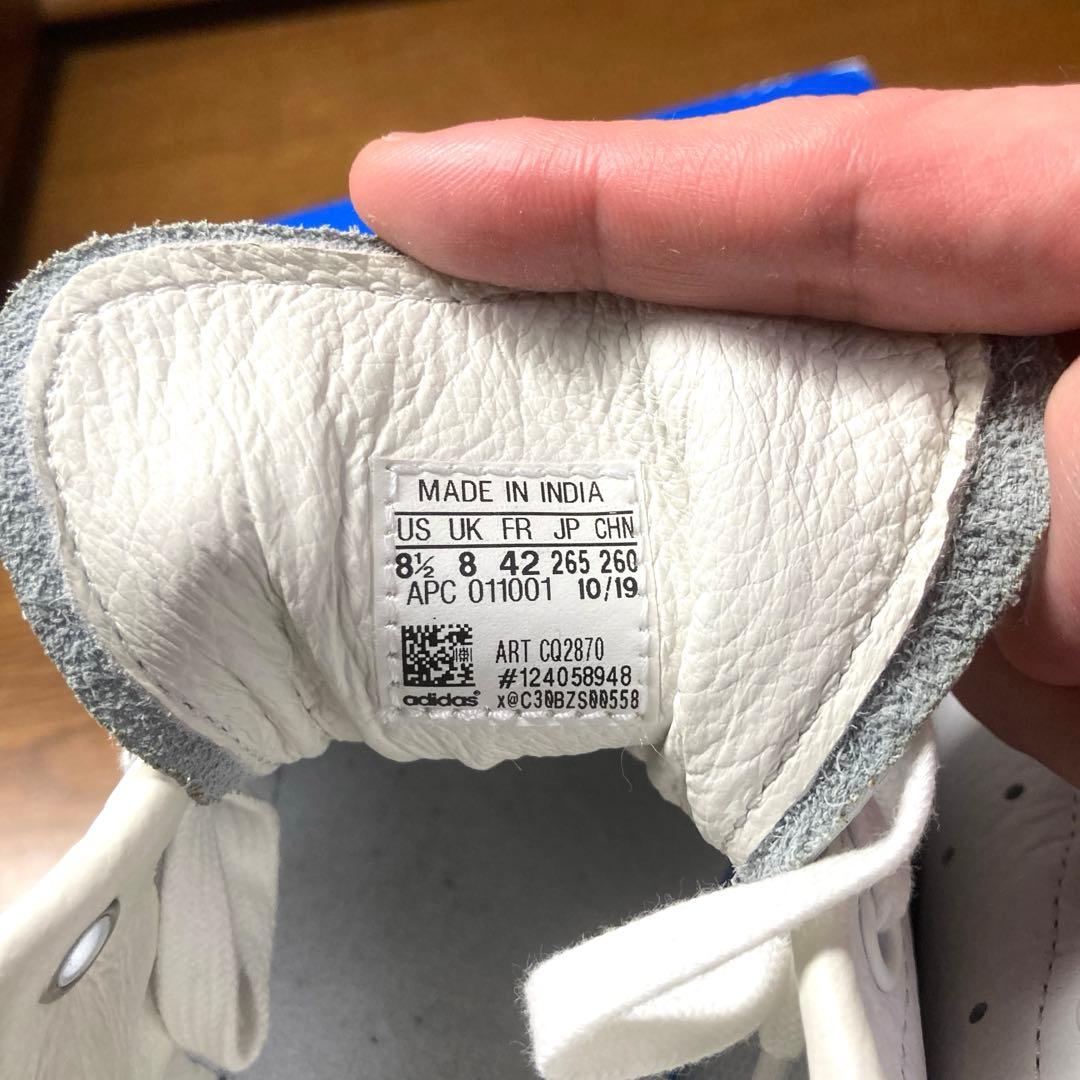 MADE IN INDIA
US UK FR JP CHN
8½ 8 42 265 260
APC 011001 10/19
ART CQ2870
#124058948
adidas® x@C30BZS00558